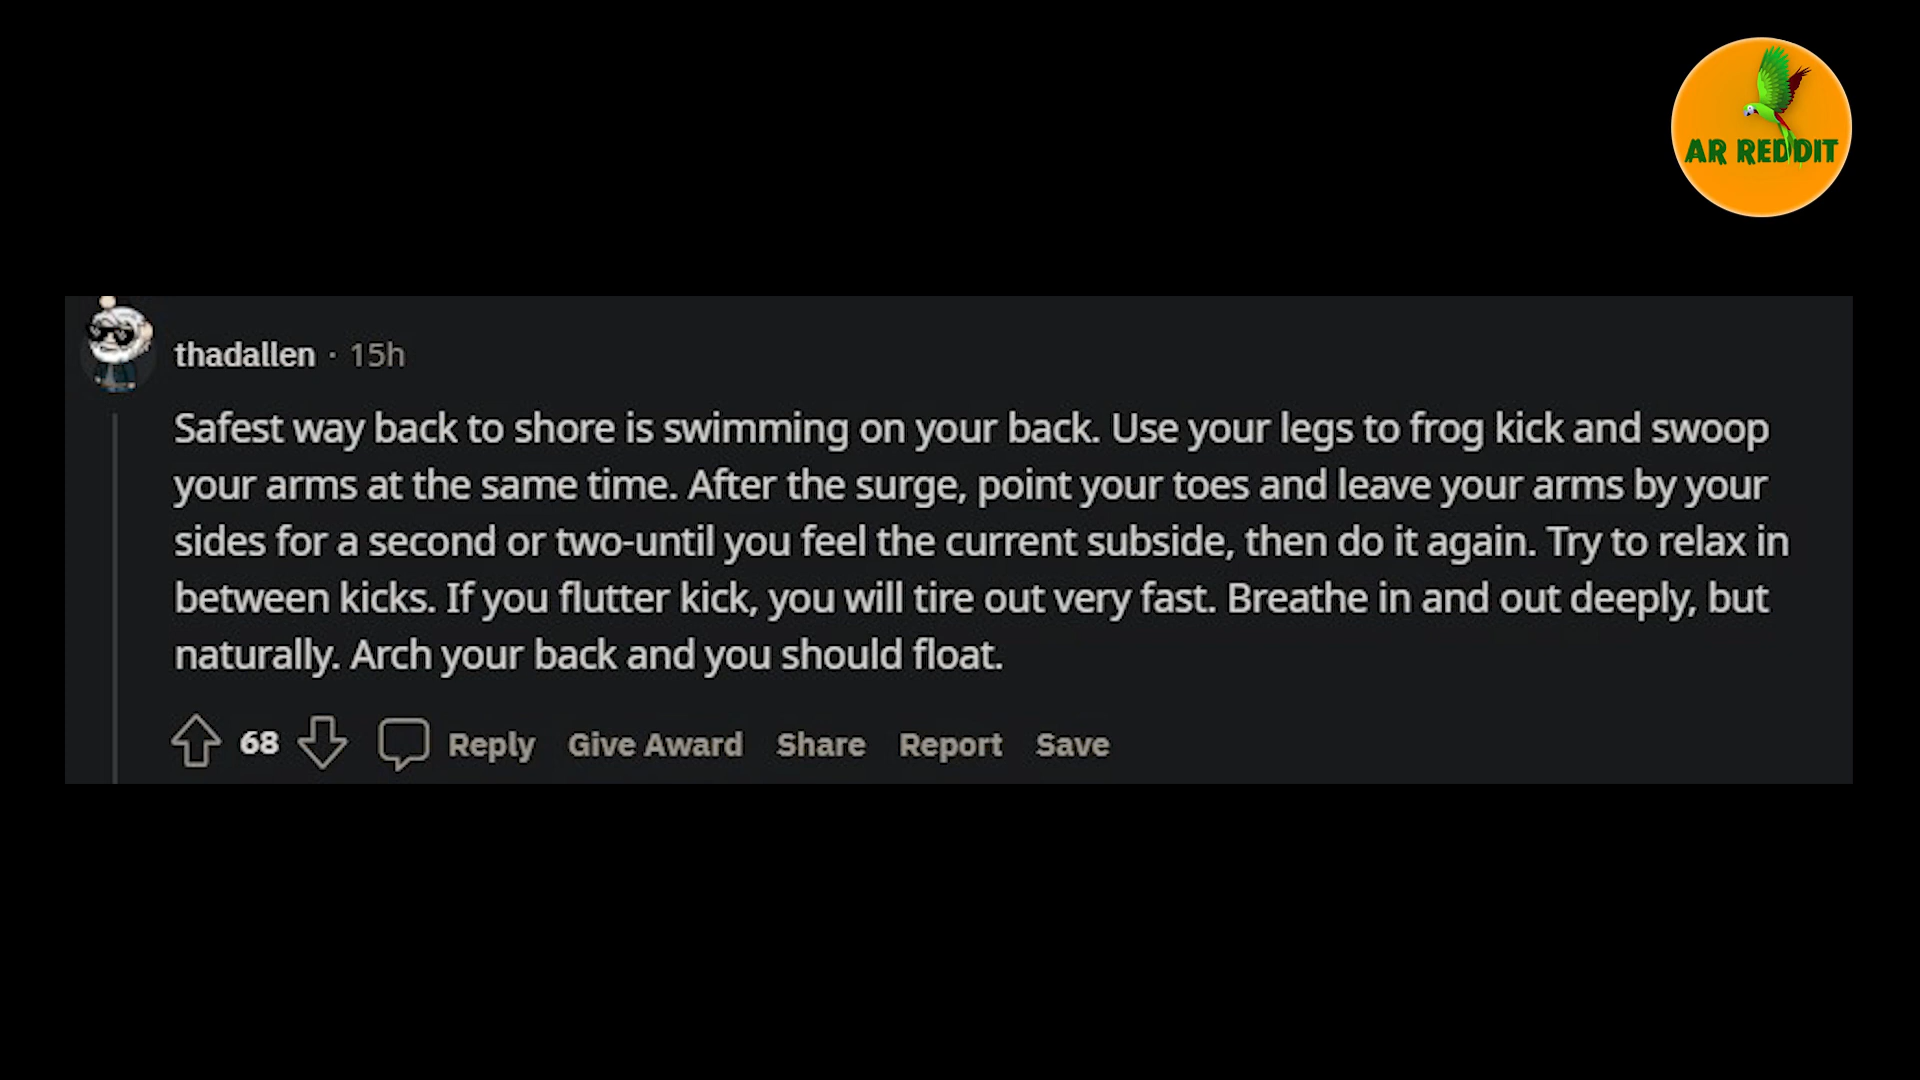 AR REDDIT
thadallen · 15h
Safest way back to shore is swimming on your back. Use your legs to frog kick and swoop
your arms at the same time. After the surge, point your toes and leave your arms by your
sides for a second or two-until you feel the current subside, then do it again. Try to relax in
between kicks. If you flutter kick, you will tire out very fast. Breathe in and out deeply, but
naturally. Arch your back and you should float.
68 Reply Give Award Share Report Save